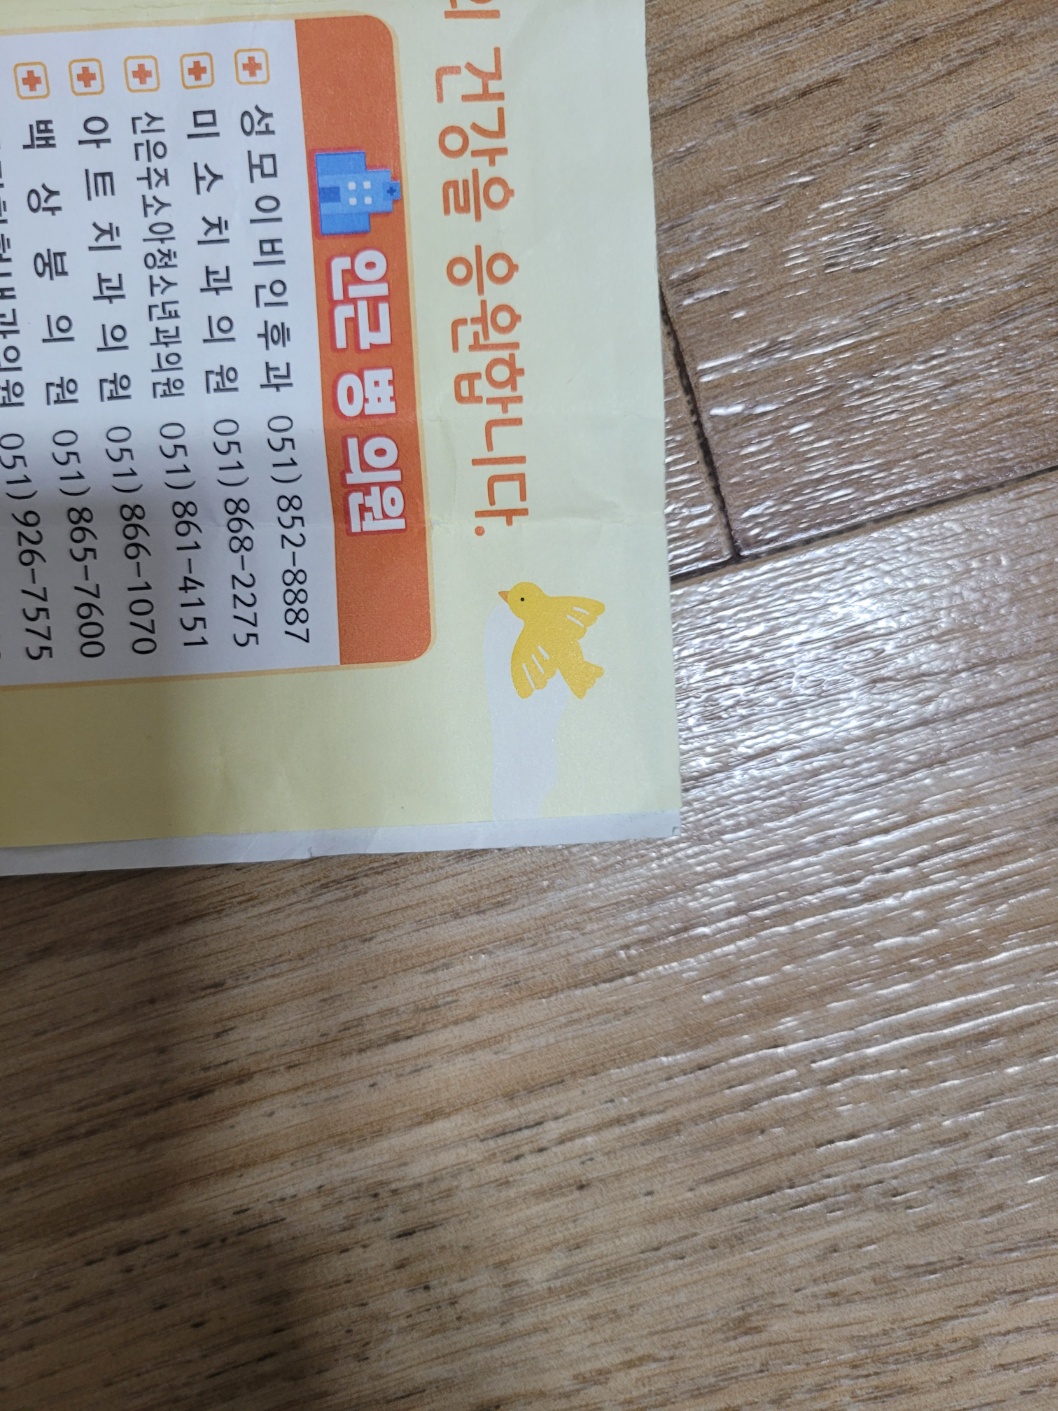 건강을 응원합니다.
인근 병 의원
성모이비인후과 051) 852-8887
미소치과의원 051) 868-2275
신은주소아청소년과의원 051) 861-4151
아트치과의원 051) 866-1070
백상봉의원 051) 865-7600
051) 926-7575